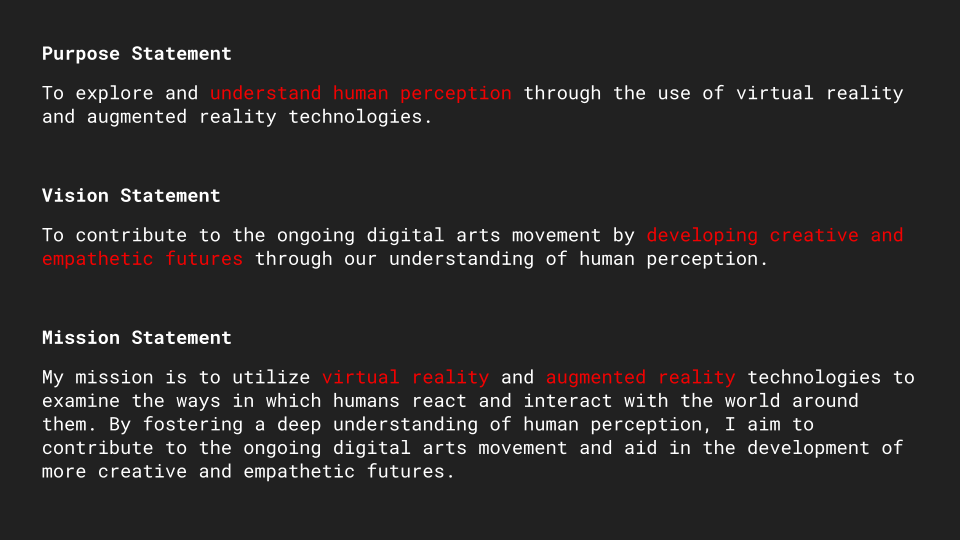 Purpose Statement
To explore and understand human perception through the use of virtual reality
and augmented reality technologies.
Vision Statement
To contribute to the ongoing digital arts movement by developing creative and
empathetic futures through our understanding of human perception.
Mission Statement
My mission is to utilize virtual reality and augmented reality technologies to
examine the ways in which humans react and interact with the world around
them. By fostering a deep understanding of human perception, I aim to
contribute to the ongoing digital arts movement and aid in the development of
more creative and empathetic futures.